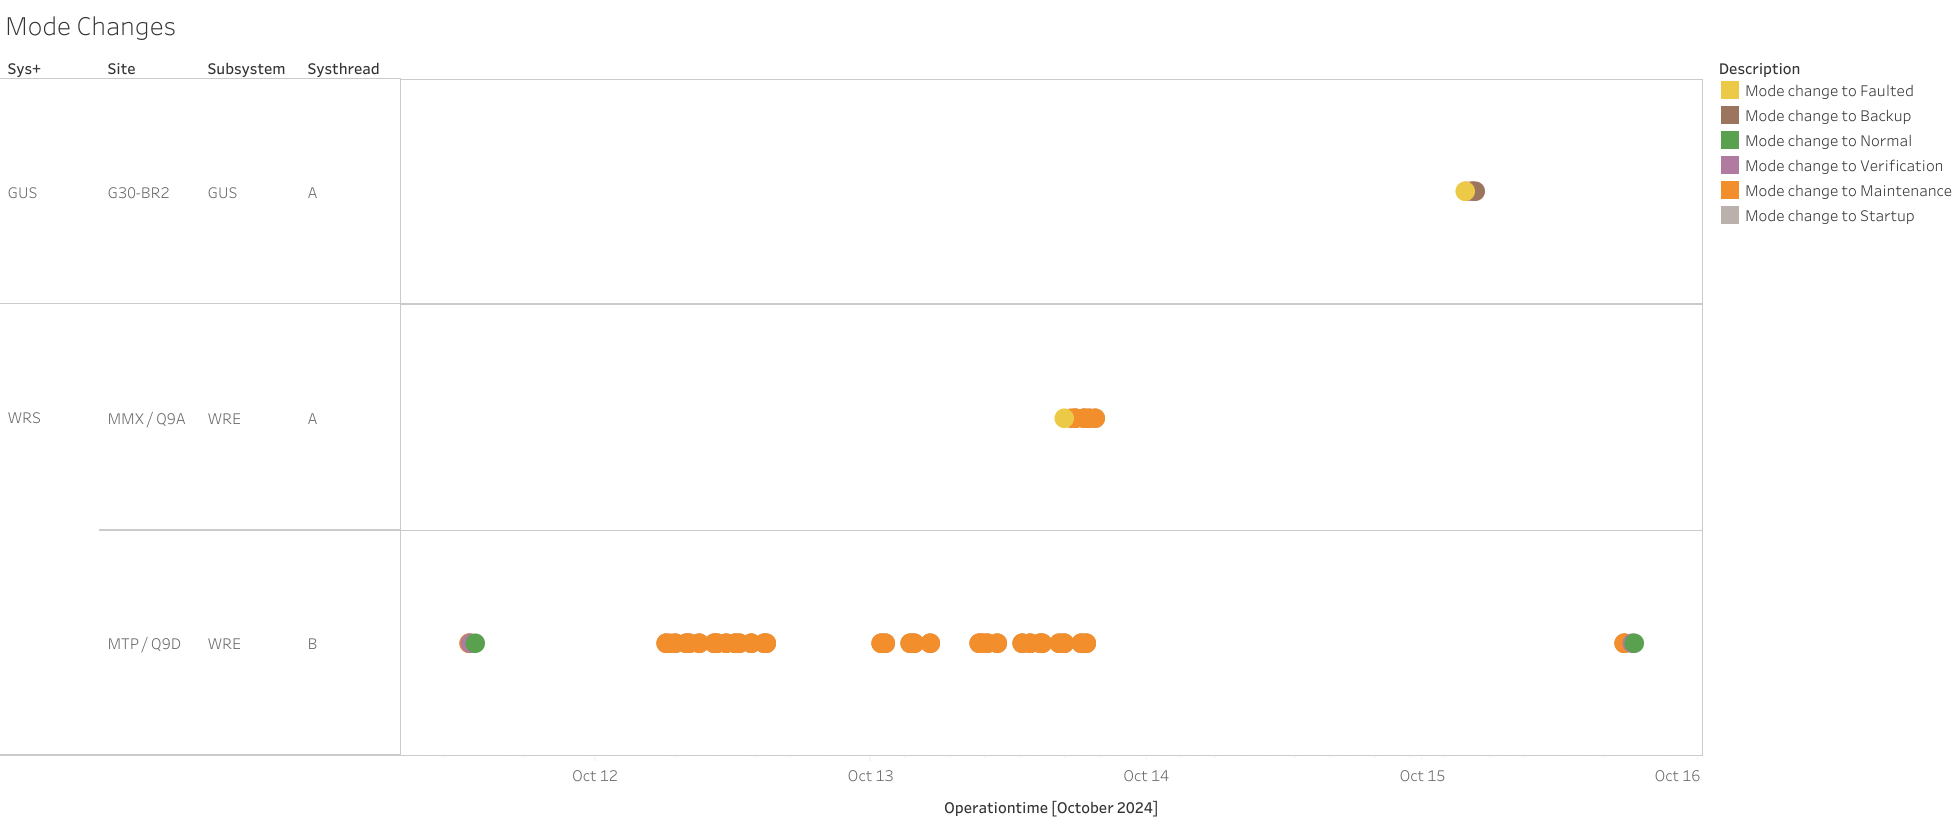 Mode Changes
Sys+ Site Subsystem Systhread
Description
Mode change to Faulted
Mode change to Backup
Mode change to Normal
Mode change to Verification
Mode change to Maintenance
Mode change to Startup
GUS G30-BR2 GUS A
WRS MMX / Q9A WRE A
MTP / Q9D WRE B
Oct 12 Oct 13 Oct 14 Oct 15 Oct 16
Operationtime [October 2024]